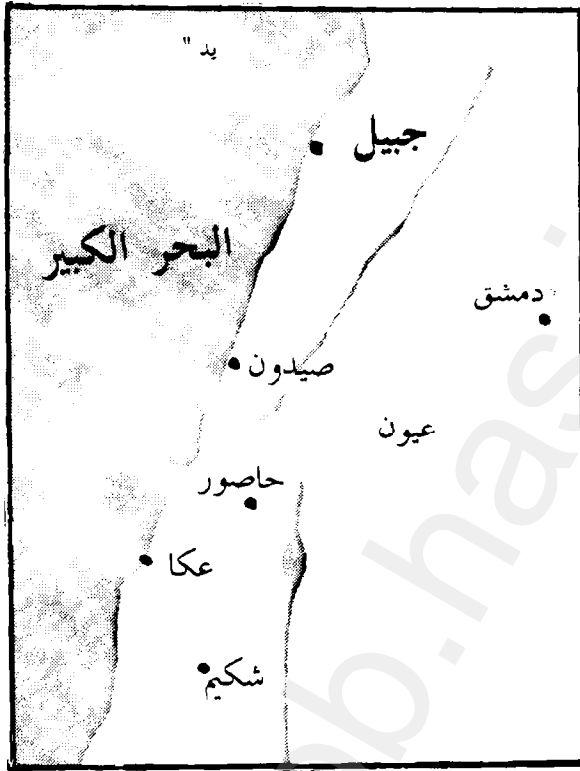 يد "
جبيل
البحر الكبير
دمشق
صيدون
عيون
حاصور
عكا
شكيم